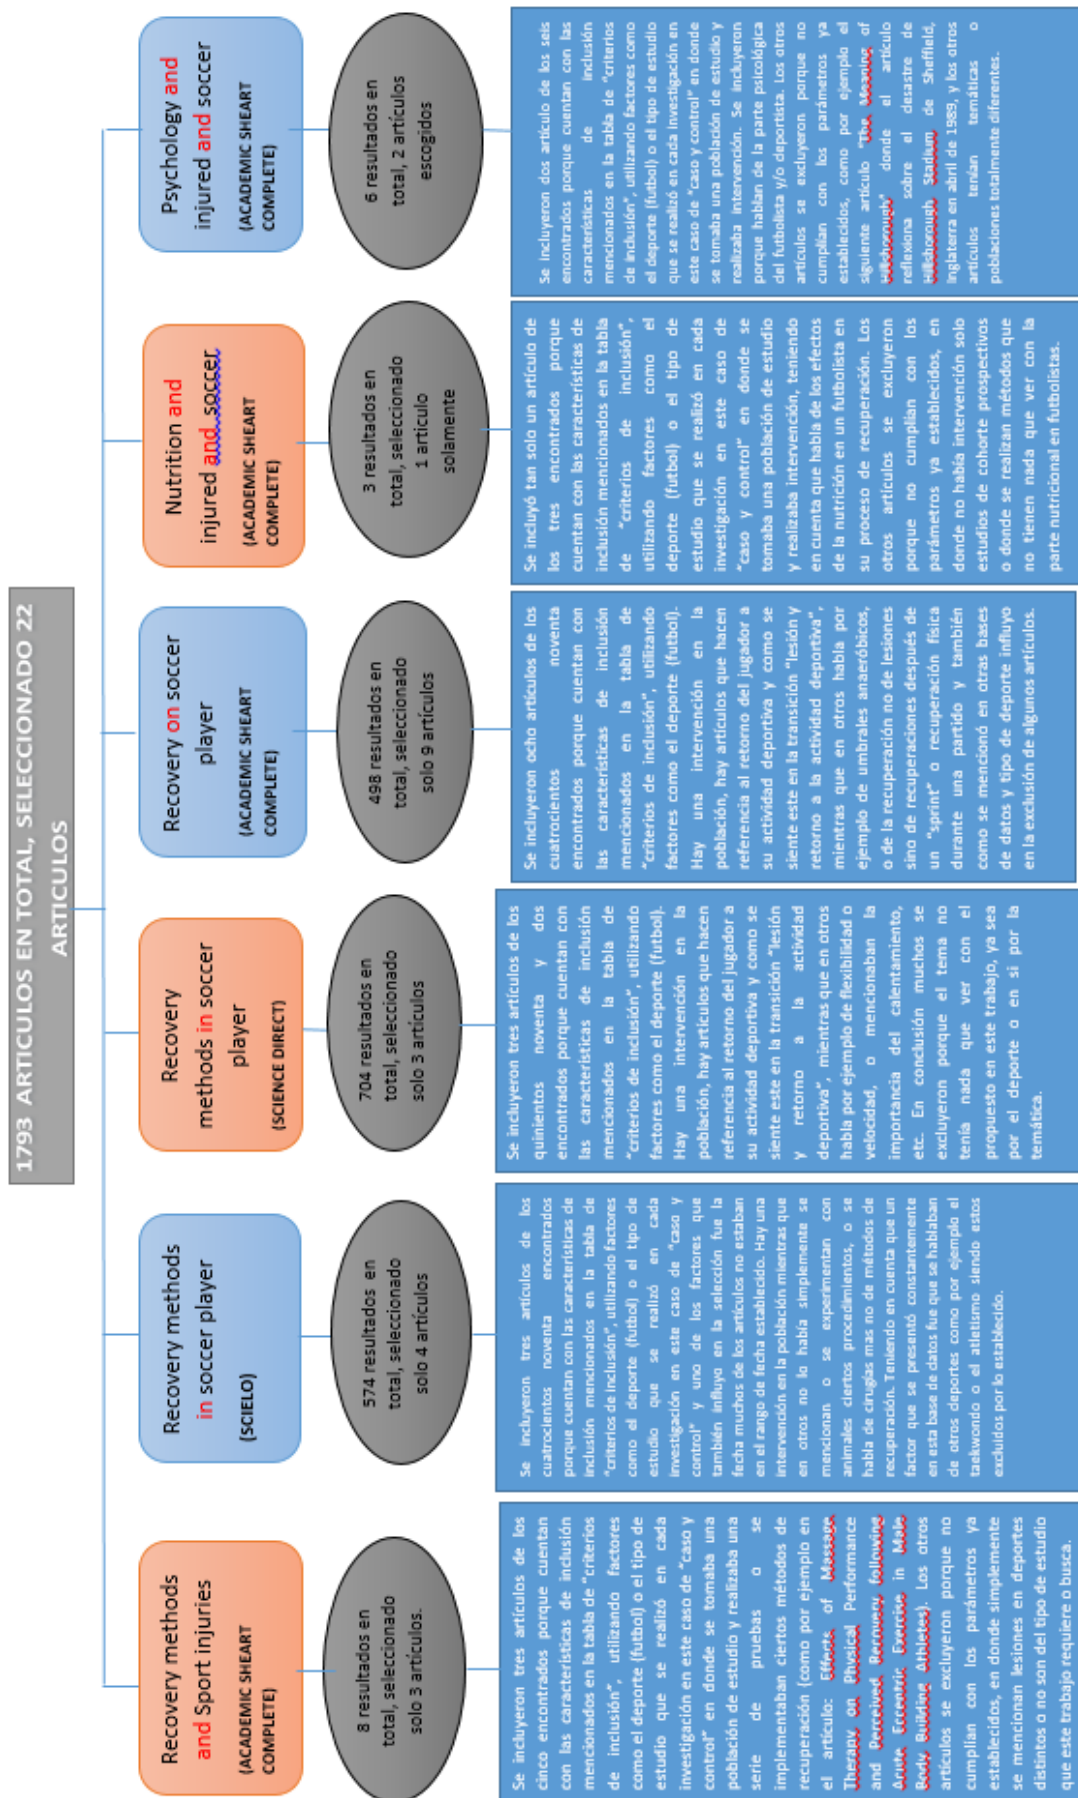 1793 ARTICULOS EN TOTAL, SELECCIONADO 22
ARTICULOS
Recovery methods
and Sport injuries
(ACADEMIC SHEART
COMPLETE)
8 resultados en
total, seleccionado
solo 3 artículos.
Se incluyeron tres artículos de los
cinco encontrados porque cuentan
con las características de inclusión
mencionados en la tabla de "criterios
de inclusión", utilizando factores
como el deporte (futbol) o el tipo de
estudio que se realizó en cada
investigación en este caso de "caso y
control" en donde se tomaba una
población de estudio y realizaba una
serie de pruebas o se
implementaban ciertos métodos de
recuperación (como por ejemplo en
el artículo: Effects of Massage
Therapy on Physical Performance
and Perceived Recovery following
Acute Eccentric Exercise in Male
Body Building Athletes). Los otros
artículos se excluyeron porque no
cumplían con los parámetros ya
establecidos, en donde simplemente
se mencionan lesiones en deportes
distintos o no son del tipo de estudio
que este trabajo requiere o busca.
Recovery methods
in soccer player
(SCIELO)
574 resultados en
total, seleccionado
solo 4 artículos
Se incluyeron tres artículos de los
cuatrocientos noventa encontrados
porque cuentan con las características de
inclusión mencionados en la tabla de
"criterios de inclusión", utilizando factores
como el deporte (futbol) o el tipo de
estudio que se realizó en cada
investigación en este caso de "caso y
control" y uno de los factores que
también influyo en la selección fue la
fecha muchos de los artículos no estaban
en el rango de fecha establecido. Hay una
intervención en la población mientras que
en otros no lo había simplemente se
mencionan o se experimentan con
animales ciertos procedimientos, o se
habla de cirugías mas no de métodos de
recuperación. Teniendo en cuenta que un
factor que se presentó constantemente
en esta base de datos fue que se hablaban
de otros deportes como por ejemplo el
taekwondo o el atletismo siendo estos
excluidos por lo establecido.
Recovery
methods in soccer
player
(SCIENCE DIRECT)
704 resultados en
total, seleccionado
solo 3 artículos
Se incluyeron tres artículos de los
quinientos noventa y dos
encontrados porque cuentan con
las características de inclusión
mencionados en la tabla de
"criterios de inclusión", utilizando
factores como el deporte (futbol).
Hay una intervención en la
población, hay artículos que hacen
referencia al retorno del jugador a
su actividad deportiva y como se
siente este en la transición "lesión
y retorno a la actividad
deportiva", mientras que en otros
habla por ejemplo de flexibilidad o
velocidad, o mencionaban la
importancia del calentamiento,
etc. En conclusión muchos se
excluyeron porque el tema no
tenía nada que ver con el
propuesto en este trabajo, ya sea
por el deporte o en si por la
temática.
Recovery on soccer
player
(ACADEMIC SHEART
COMPLETE)
498 resultados en
total, seleccionado
solo 9 artículos
Se incluyeron ocho artículos de los
cuatrocientos noventa
encontrados porque cuentan con
las características de inclusión
mencionados en la tabla de
"criterios de inclusión", utilizando
factores como el deporte (futbol).
Hay una intervención en la
población, hay artículos que hacen
referencia al retorno del jugador a
su actividad deportiva y como se
siente este en la transición "lesión y
retorno a la actividad deportiva",
mientras que en otros habla por
ejemplo de umbrales anaeróbicos,
o de la recuperación no de lesiones
sino de recuperaciones después de
un "sprint" o recuperación física
durante una partido y también
como se mencionó en otras bases
de datos y tipo de deporte influyo
en la exclusión de algunos artículos.
Nutrition and
injured and soccer
(ACADEMIC SHEART
COMPLETE)
3 resultados en
total, seleccionado
1 articulo
solamente
Se incluyó tan solo un artículo de
los tres encontrados porque
cuentan con las características de
inclusión mencionados en la tabla
de "criterios de inclusión",
utilizando factores como el
deporte (futbol) o el tipo de
estudio que se realizó en cada
investigación en este caso de
"caso y control" en donde se
tomaba una población de estudio
y realizaba intervención, teniendo
en cuenta que habla de los efectos
de la nutrición en un futbolista en
su proceso de recuperación. Los
otros artículos se excluyeron
porque no cumplían con los
parámetros ya establecidos, en
donde no había intervención solo
estudios de cohorte prospectivos
o donde se realizan métodos que
no tienen nada que ver con la
parte nutricional en futbolistas.
Psychology and
injured and soccer
(ACADEMIC SHEART
COMPLETE)
6 resultados en
total, 2 artículos
escogidos
Se incluyeron dos artículo de los seis
encontrados porque cuentan con las
características de inclusión
mencionados en la tabla de "criterios
de inclusión", utilizando factores como
el deporte (futbol) o el tipo de estudio
que se realizó en cada investigación en
este caso de "caso y control" en donde
se tomaba una población de estudio y
realizaba intervención. Se incluyeron
porque hablan de la parte psicológica
del futbolista y/o deportista. Los otros
artículos se excluyeron porque no
cumplían con los parámetros ya
establecidos, como por ejemplo el
siguiente artículo "The Meaning of
Hillsborough" donde el artículo
reflexiona sobre el desastre de
Hillsborough Stadium de Sheffield,
Inglaterra en abril de 1989, y los otros
artículos tenían temáticas o
poblaciones totalmente diferentes.